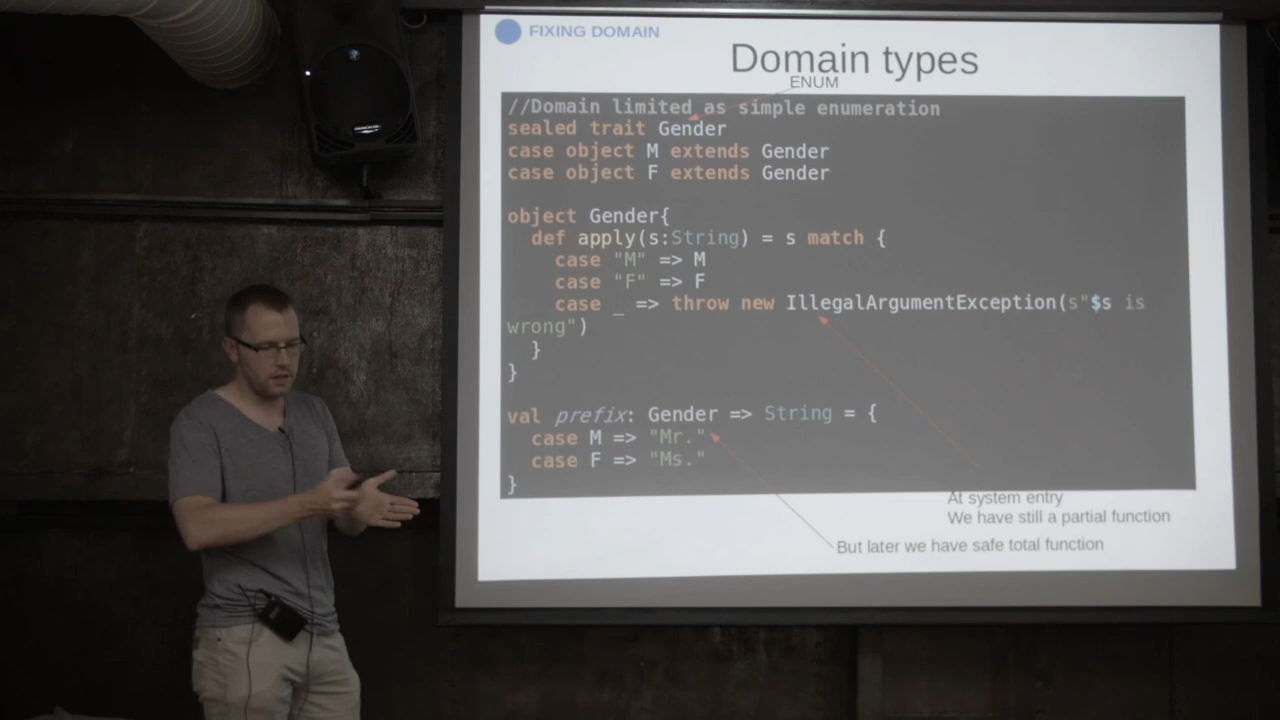 FIXING DOMAIN
Domain types
ENUM
//Domain limited as simple enumeration
sealed trait Gender
case object M extends Gender
case object F extends Gender
object Gender{
def apply(s:String) = s match {
case "M" => M
case "F" => F
case _ => throw new IllegalArgumentException(s"$s is
wrong")
}
}
val prefix: Gender => String = {
case M => "Mr."
case F => "Ms."
}
At system entry
We have still a partial function
But later we have safe total function